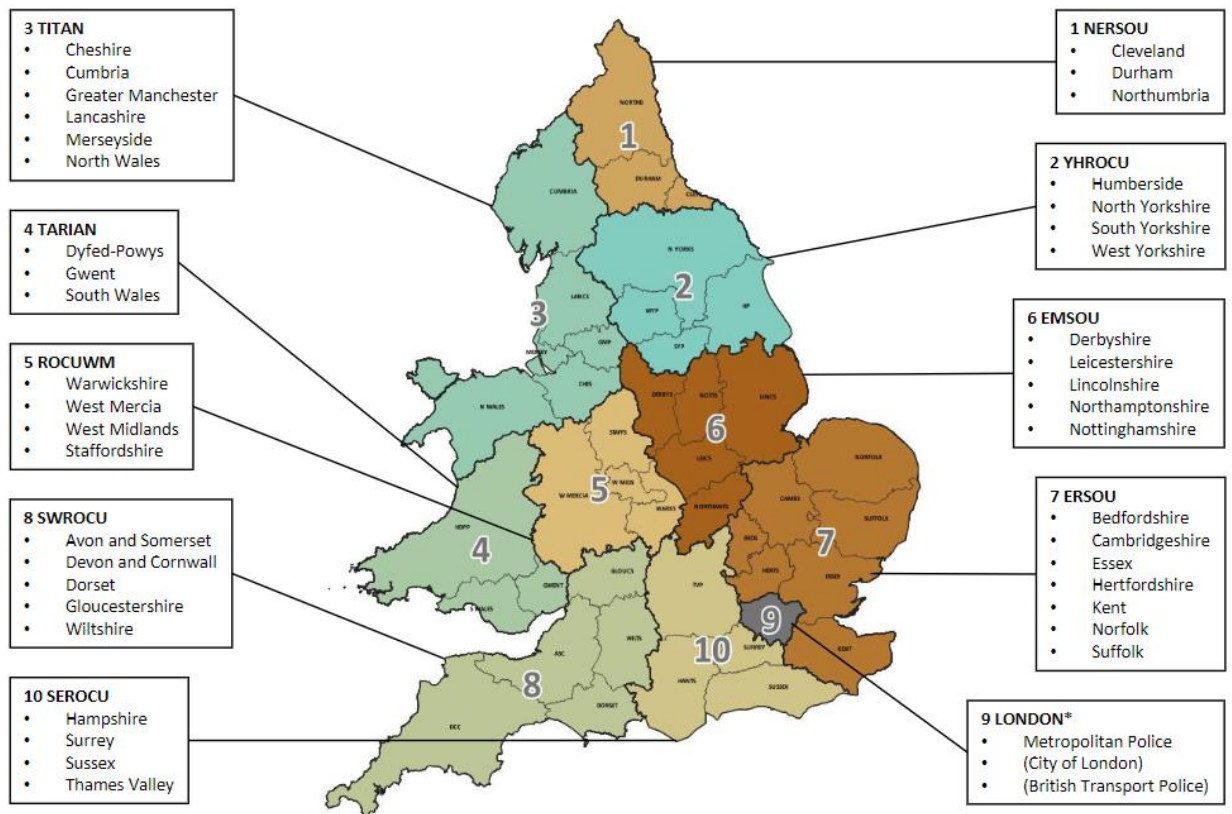 3 TITAN
• Cheshire
• Cumbria
• Greater Manchester
• Lancashire
• Merseyside
• North Wales
4 TARIAN
• Dyfed-Powys
• Gwent
• South Wales
5 ROCUWM
• Warwickshire
• West Mercia
• West Midlands
• Staffordshire
8 SWROCU
• Avon and Somerset
• Devon and Cornwall
• Dorset
• Gloucestershire
• Wiltshire
10 SEROCU
• Hampshire
• Surrey
• Sussex
• Thames Valley
NORTHD
1
DURHAM
CUMBRIA
N YORKS
2
LANCS
3
WYP
HP
GMP
SYP
CHES
N WALES
DERBYS
NOTTS
LINCS
6
STAFFS
LEICS
NORFOLK
W MERCIA
W MIDS
5
CAMBS
WARKS
NORTHANTS
SUFFOLK
7
BEDS
HERTS
ESSEX
4
GWENT
S WALES
GLOUCS
TVP
9
ASC
WILTS
10
SURREY
KENT
8
HANTS
SUSSEX
DORSET
DCC
1 NERSOU
• Cleveland
• Durham
• Northumbria
2 YHROCU
• Humberside
• North Yorkshire
• South Yorkshire
• West Yorkshire
6 EMSOU
• Derbyshire
• Leicestershire
• Lincolnshire
• Northamptonshire
• Nottinghamshire
7 ERSOU
• Bedfordshire
• Cambridgeshire
• Essex
• Hertfordshire
• Kent
• Norfolk
• Suffolk
9 LONDON*
• Metropolitan Police
• (City of London)
• (British Transport Police)